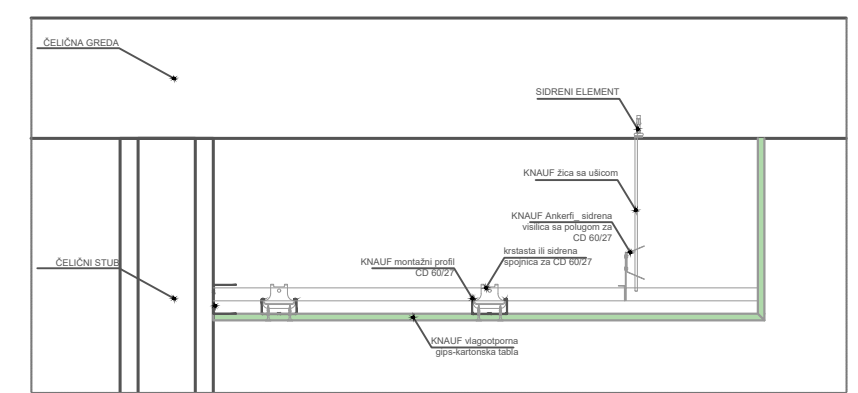 ČELIČNA GREDA
SIDRENI ELEMENT
KNAUF žica sa ušicom
KNAUF Ankerfi_ sidrena
visilica sa polugom za
CD 60/27
krstasta ili sidrena
spojnica za CD 60/27
KNAUF montažni profil
CD 60/27
ČELIČNI STUB
KNAUF vlagootporna
gips-kartonska tabla